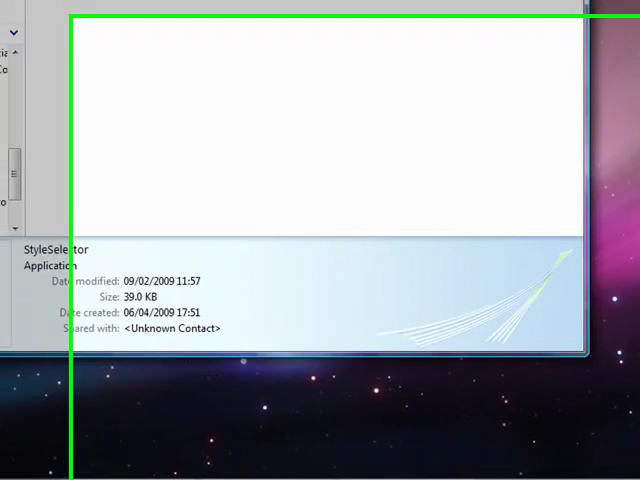 StyleSelector
Application
Date modified: 09/02/2009 11:57
Size: 39.0 KB
Date created: 06/04/2009 17:51
Shared with: <Unknown Contact>